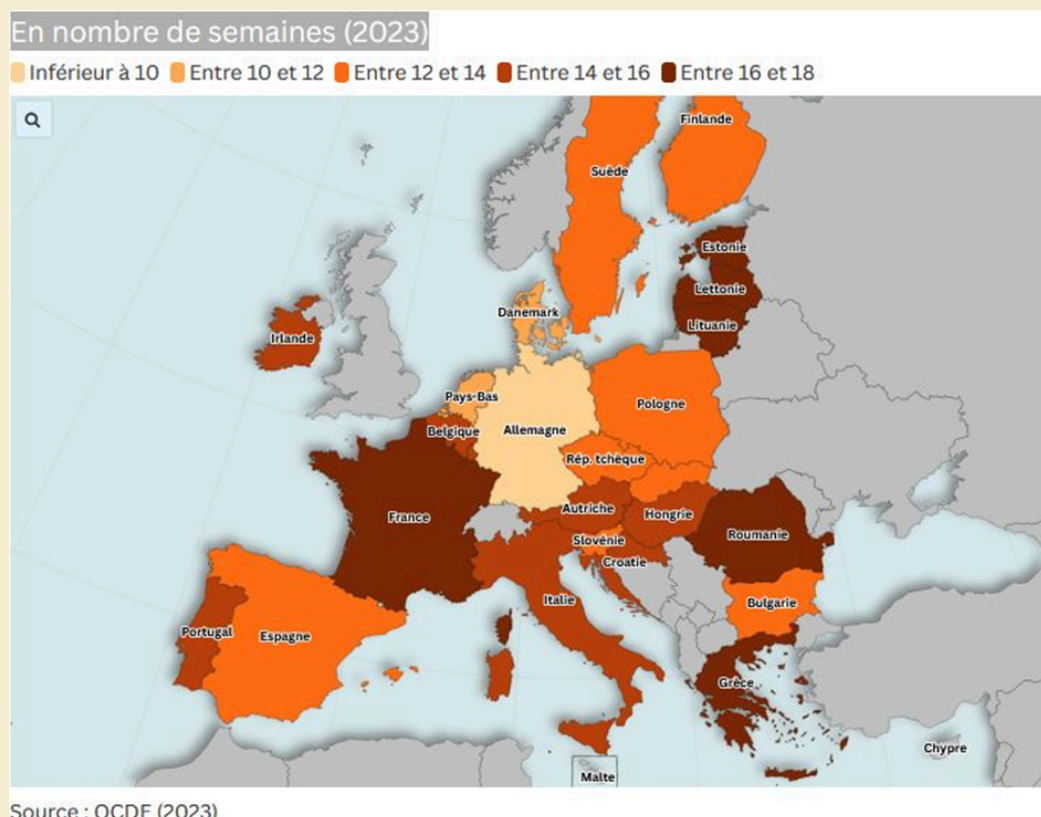 En nombre de semaines (2023)
Inférieur à 10 Entre 10 et 12 Entre 12 et 14 Entre 14 et 16 Entre 16 et 18
Finlande
Suède
Estonie
Lettonie
Danemark
Lituanie
Irlande
Pays-Bas
Pologne
Belgique
Allemagne
Rép. tchèque
Autriche
Hongrie
France
Roumanie
Slovénie
Croatie
Italie
Bulgarie
Portugal
Espagne
Grèce
Chypre
Malte
Source : OCDE (2023)